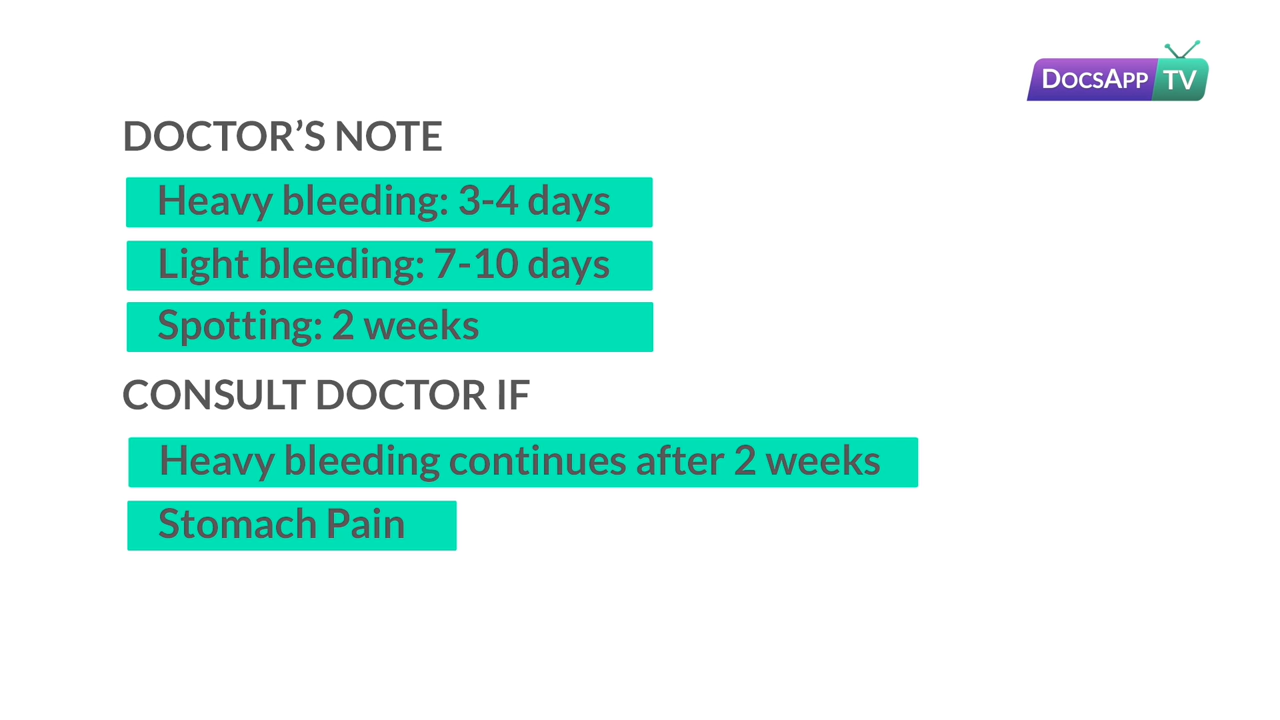 DOCSAPP TV
DOCTOR'S NOTE
Heavy bleeding: 3-4 days
Light bleeding: 7-10 days
Spotting: 2 weeks
CONSULT DOCTOR IF
Heavy bleeding continues after 2 weeks
Stomach Pain